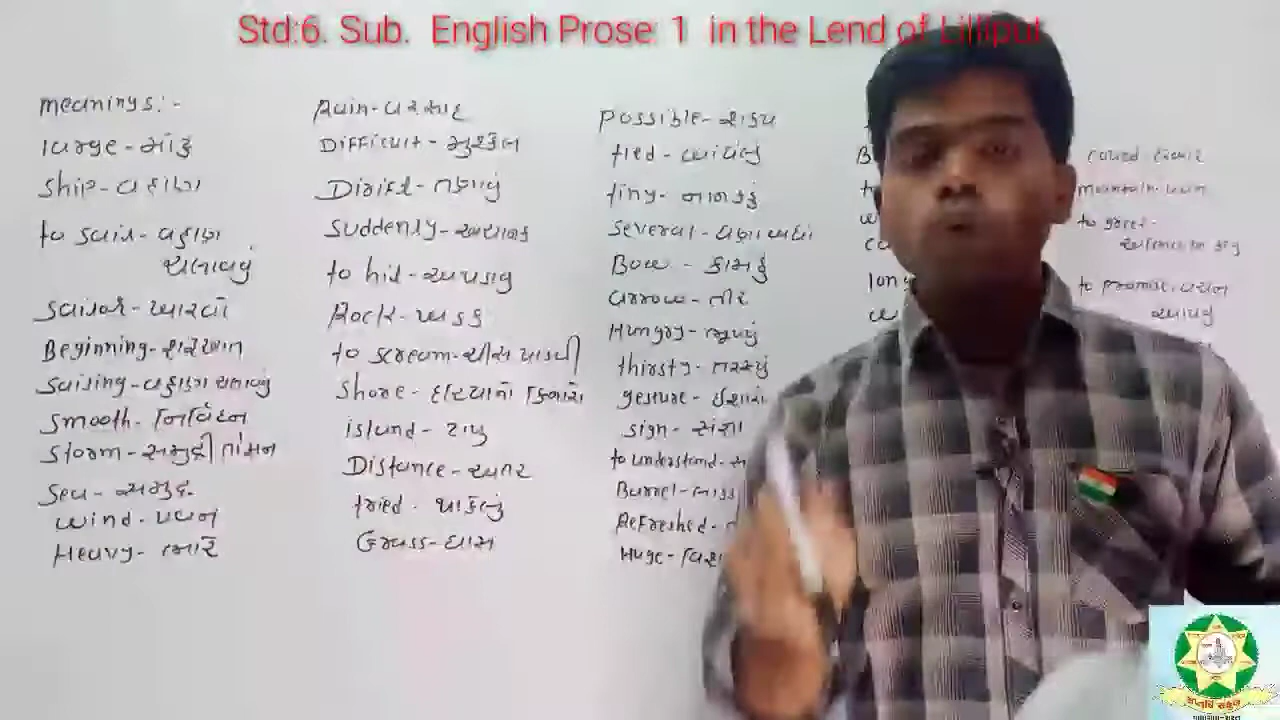 Std:6. Sub. English Prose: 1 in the Lend of Lilliput
meanings:-
large - મોટું
ship - વહાણ
to sail - વહાણ
ચલાવવું
sailor - ખારવો
Beginning - શરૂઆત
sailing - વહાણ ચલાવવું
smooth - નિર્વિઘ્ન
storm - સમુદ્રી તોફાન
sea - સમુદ્ર
wind - પવન
Heavy - ભારે
Rain - વરસાદ
Difficult - મુશ્કેલ
suddenly - અચાનક
to hit - અથડાવું
Rock - ખડક
to scream - ચીસ પાડવી
shore - દરિયાનો કિનારો
island - ટાપુ
Distance - અંતર
tried - થાકેલું
Grass - ઘાસ
possible - શક્ય
tied - બાંધેલું
tiny - નાનકડું
several - ઘણા બધા
Bow - કામઠું
arrow - તીર
Hungry - ભૂખ્યું
thirsty - તરસ્યું
gesture - ઈશારો
sign - સંજ્ઞા
to understand -
Barrel -
Refreshed -
Huge -
long
to greet -
to promise - વચન
આપવું